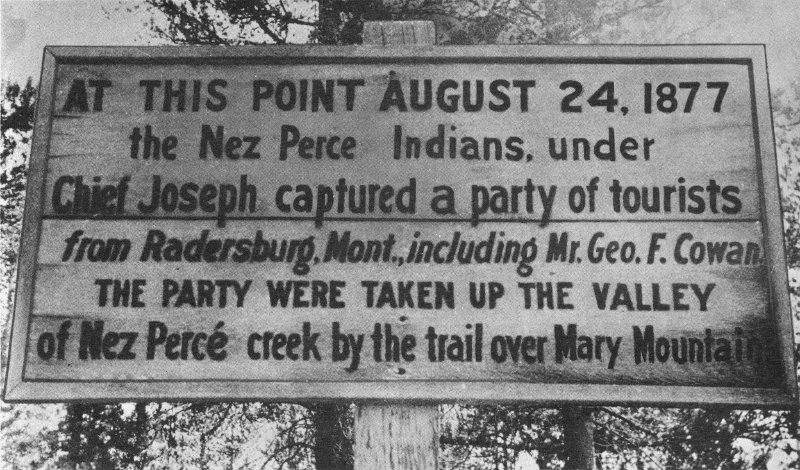 AT THIS POINT AUGUST 24, 1877
the Nez Perce Indians, under
Chief Joseph captured a party of tourists
from Radersburg, Mont., including Mr. Geo. F. Cowan.
THE PARTY WERE TAKEN UP THE VALLEY
of Nez Percé creek by the trail over Mary Mountain